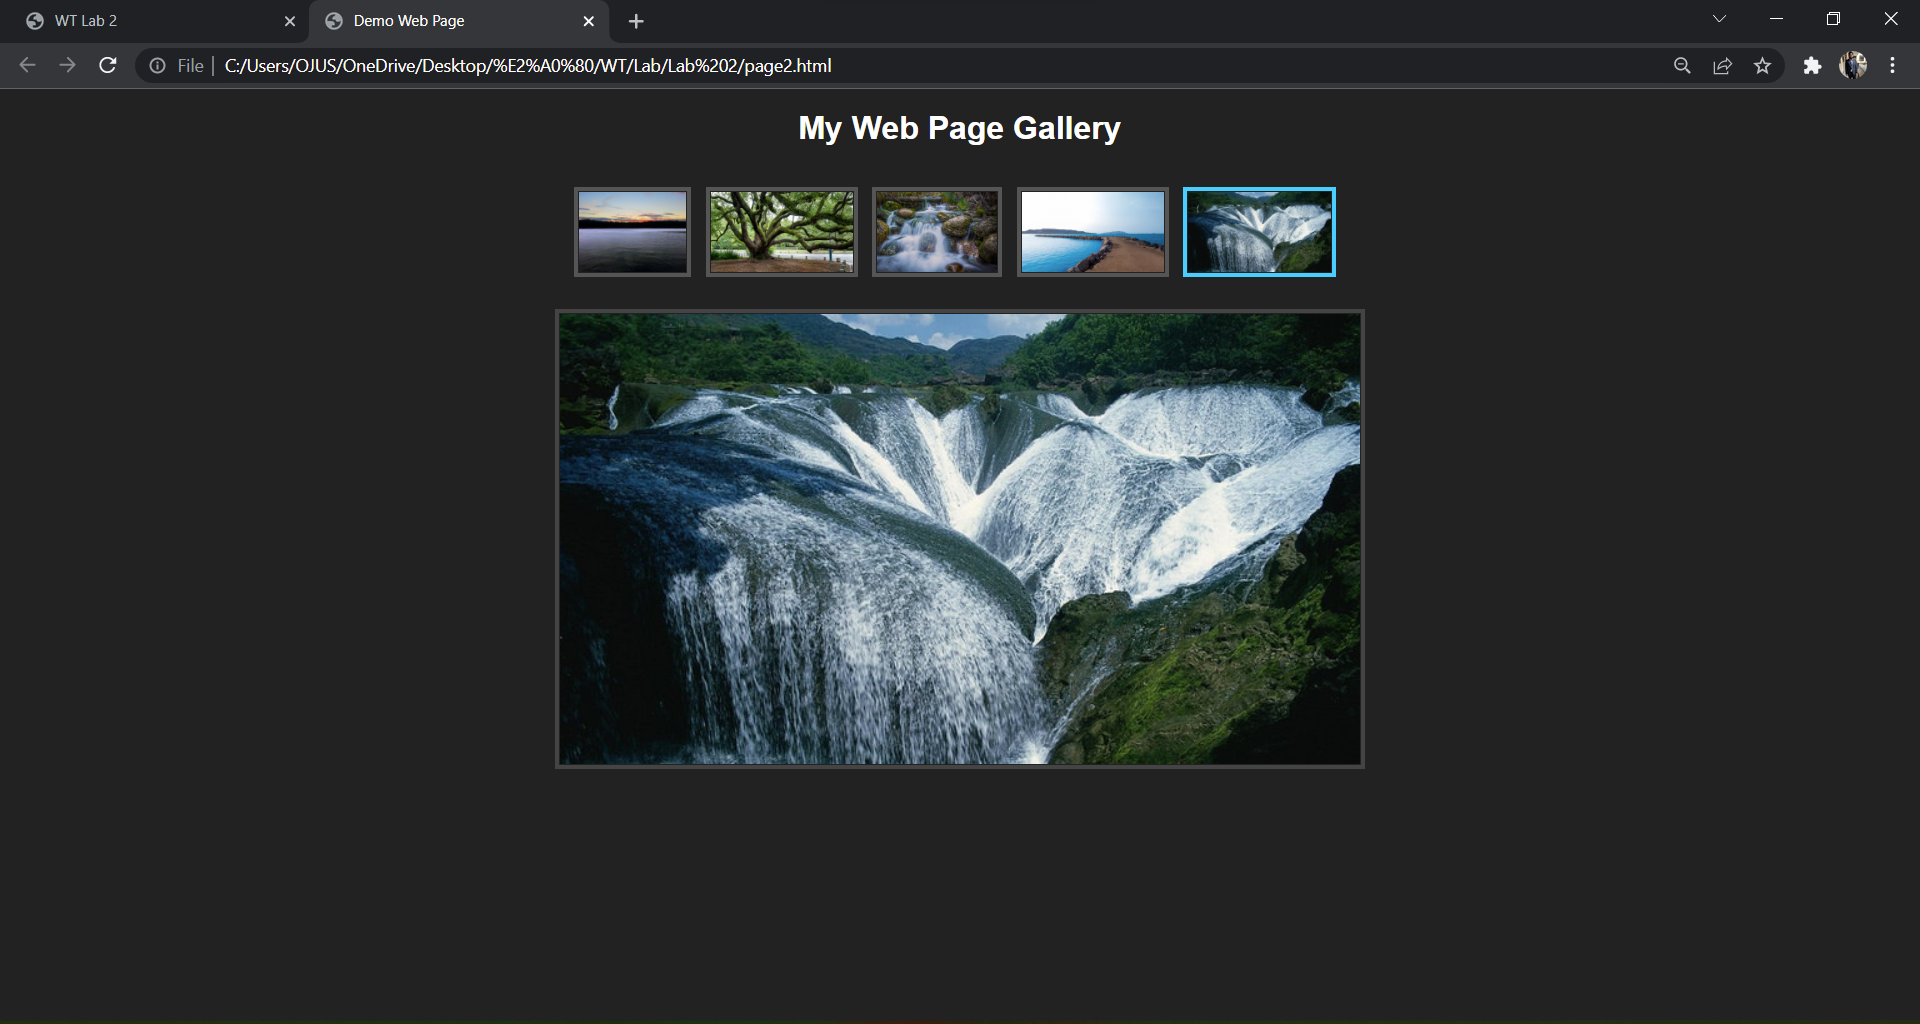 WT Lab 2
Demo Web Page
File | C:/Users/OJUS/OneDrive/Desktop/%E2%A0%80/WT/Lab/Lab%202/page2.html
My Web Page Gallery